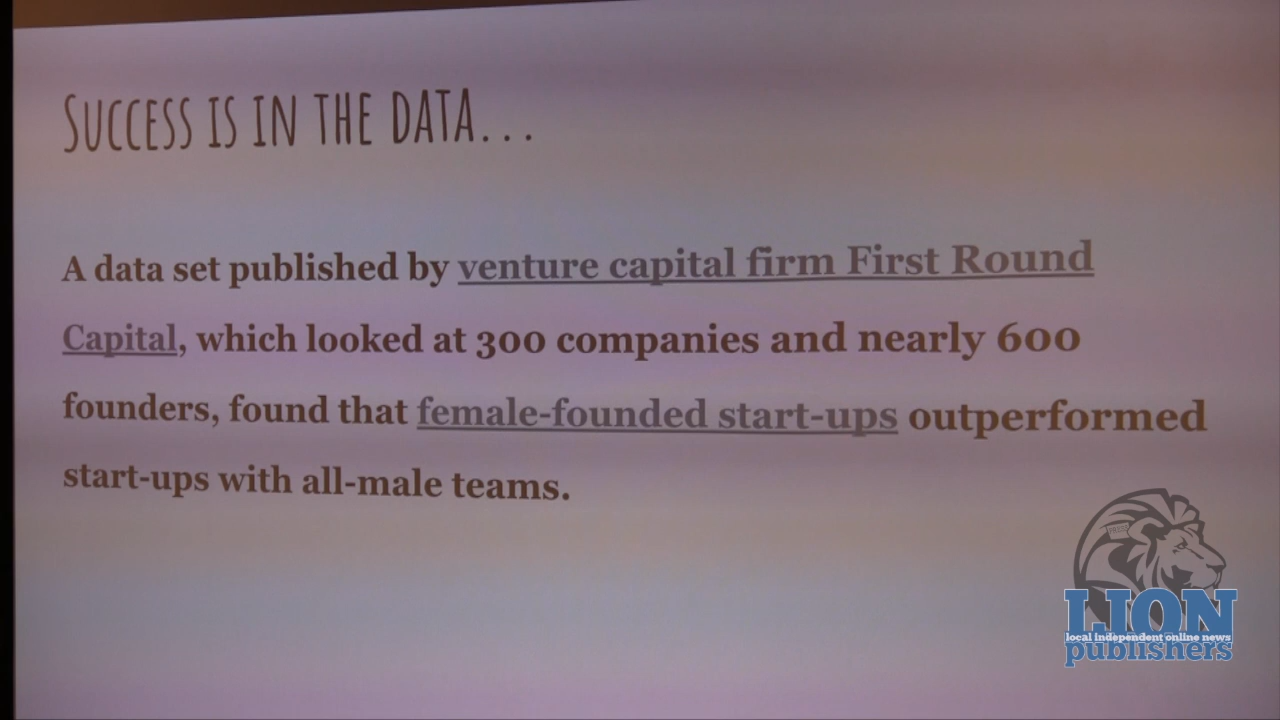 SUCCESS IS IN THE DATA...
A data set published by venture capital firm First Round
Capital, which looked at 300 companies and nearly 600
founders, found that female-founded start-ups outperformed
start-ups with all-male teams.
PRESS
LION
local independent online news
publishers